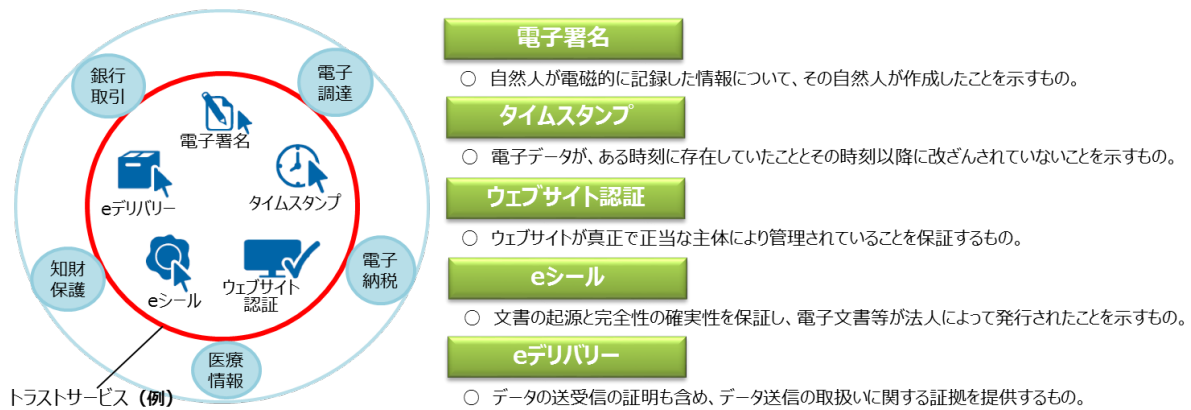 銀行
取引
電子
調達
電子署名
eデリバリー
タイムスタンプ
知財
保護
eシール
ウェブサイト
認証
電子
納税
医療
情報
トラストサービス（例）
電子署名
○ 自然人が電磁的に記録した情報について、その自然人が作成したことを示すもの。
タイムスタンプ
○ 電子データが、ある時刻に存在していたこととその時刻以降に改ざんされていないことを示すもの。
ウェブサイト認証
○ ウェブサイトが真正で正当な主体により管理されていることを保証するもの。
eシール
○ 文書の起源と完全性の確実性を保証し、電子文書等が法人によって発行されたことを示すもの。
eデリバリー
○ データの送受信の証明も含め、データ送信の取扱いに関する証拠を提供するもの。